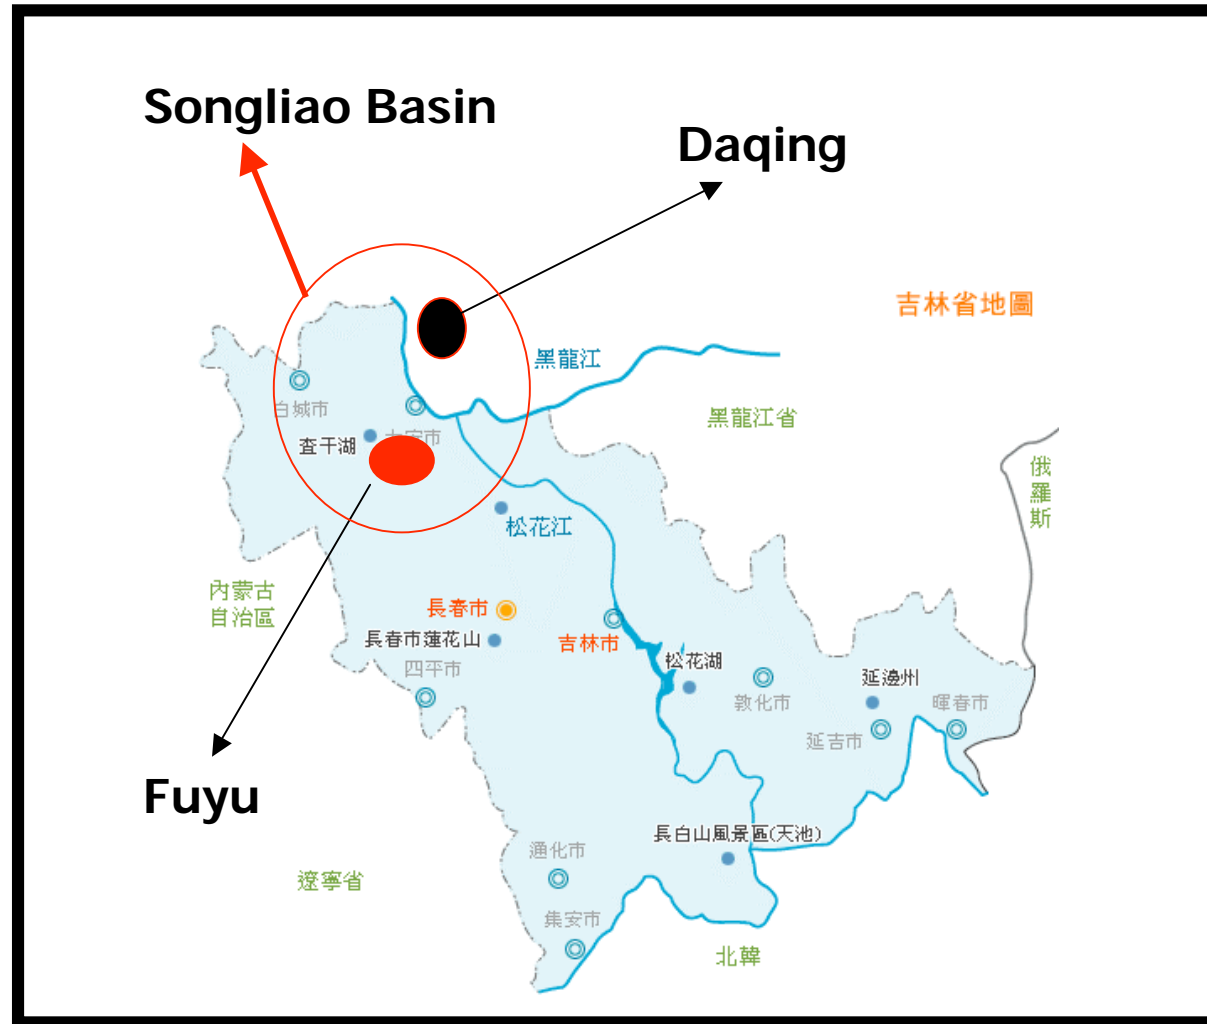 Songliao Basin
Daqing
吉林省地圖
黑龍江
白城市
黑龍江省
查干湖
俄
羅
斯
松花江
內蒙古
自治區
長春市
長春市蓮花山
吉林市
四平市
松花湖
延邊州
敦化市
暉春市
延吉市
Fuyu
長白山風景區(天池)
通化市
遼寧省
集安市
北韓